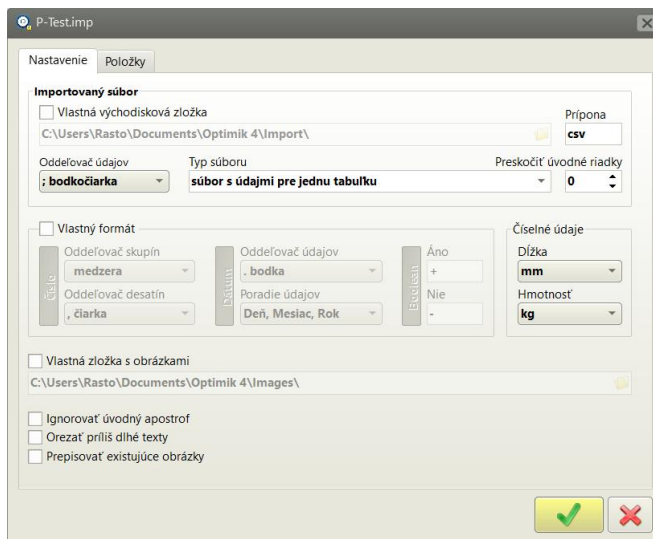 P-Test.imp
Nastavenie Položky
Importovaný súbor
Vlastná východisková zložka
Prípona
C:\Users\Rasto\Documents\Optimik 4\Import\ csv
Oddeľovač údajov Typ súboru Preskočiť úvodné riadky
; bodkočiarka súbor s údajmi pre jednu tabuľku 0
Vlastný formát Číselné údaje
Číslo
Oddeľovač skupín
medzera
Oddeľovač desatín
, čiarka
Dátum
Oddeľovač údajov
. bodka
Poradie údajov
Deň, Mesiac, Rok
Boolean
Áno
+
Nie
-
Dĺžka
mm
Hmotnosť
kg
Vlastná zložka s obrázkami
C:\Users\Rasto\Documents\Optimik 4\Images\
Ignorovať úvodný apostrof
Orezať príliš dlhé texty
Prepisovať existujúce obrázky